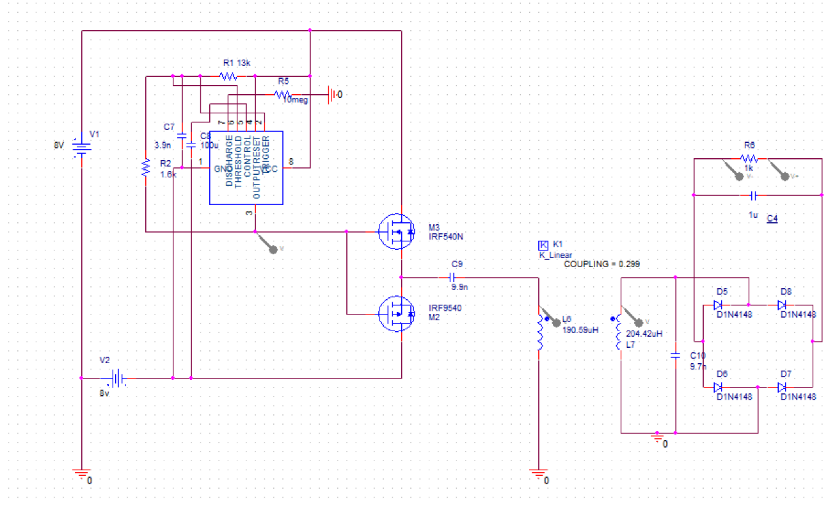 R1 13k
R5
10meg
0
C7
3.9n
C8
100u
R2
1.6k
V1
8V
7
6
5
4
2
DISCHARGE
THRESHOLD
CONTROL
OUTPUT
RESET
TRIGGER
1
GND
8
3
V
M3
IRF540N
IRF9540
M2
C9
9.9n
K K1
K_Linear
COUPLING = 0.299
L6
190.59uH
V
204.42uH
L7
C10
9.7n
R6
1k
V-
V+
1u
C4
D5
D1N4148
D8
D1N4148
D6
D1N4148
D7
D1N4148
V2
8v
0
0
0